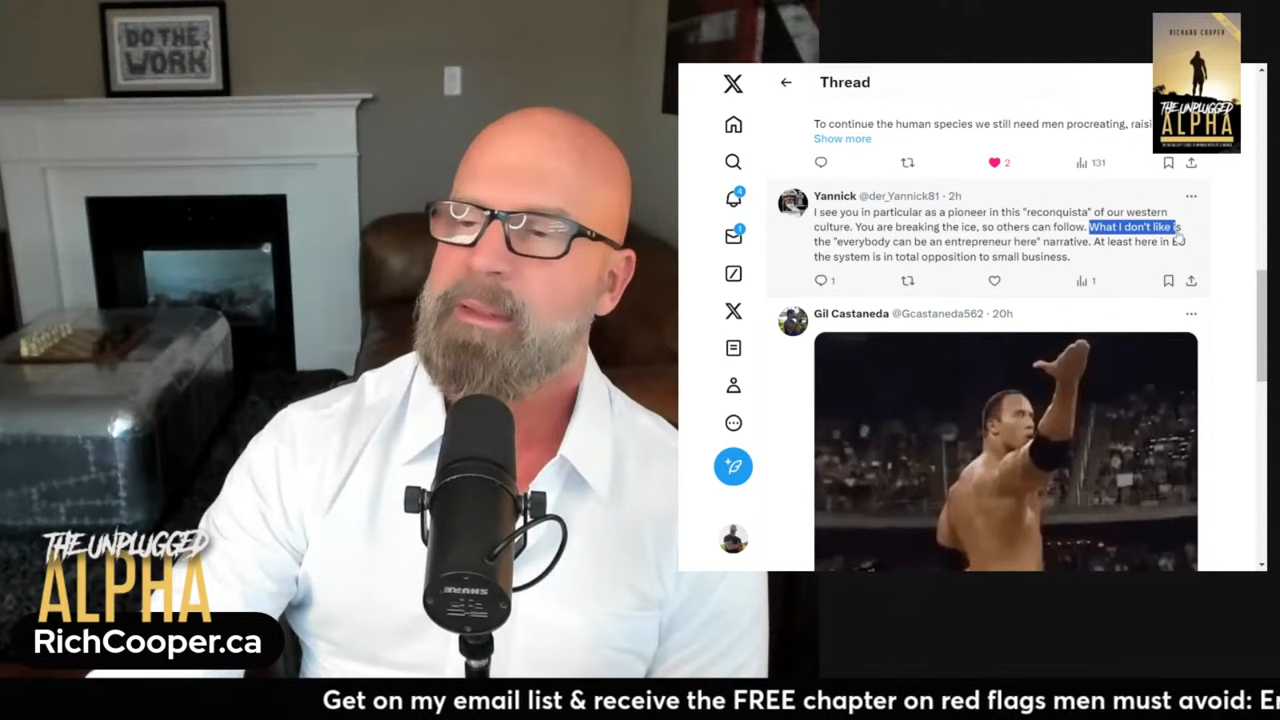 DO THE
WORK
RICHARD COOPER
THE UNPLUGGED
ALPHA
Thread
To continue the human species we still need men procreating, raisi
Show more
2
131
4
1
Yannick @der_Yannick81 · 2h
I see you in particular as a pioneer in this "reconquista" of our western
culture. You are breaking the ice, so others can follow. What I don't like is
the "everybody can be an entrepreneur here" narrative. At least here in EU
the system is in total opposition to small business.
1
1
Gil Castaneda @Gcastaneda562 · 20h
SHURE
THE UNPLUGGED
ALPHA
RichCooper.ca
Get on my email list & receive the FREE chapter on red flags men must avoid: